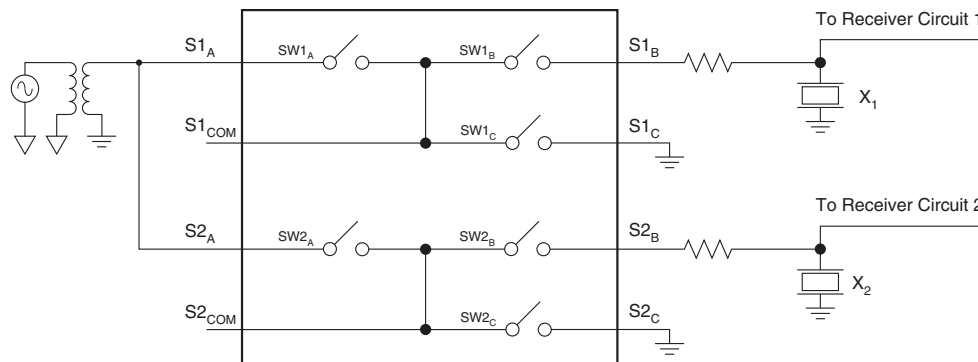 To Receiver Circuit 1
S1A SW1A SW1B S1B
X1
S1COM SW1C S1C
To Receiver Circuit 2
S2A SW2A SW2B S2B
X2
S2COM SW2C S2C